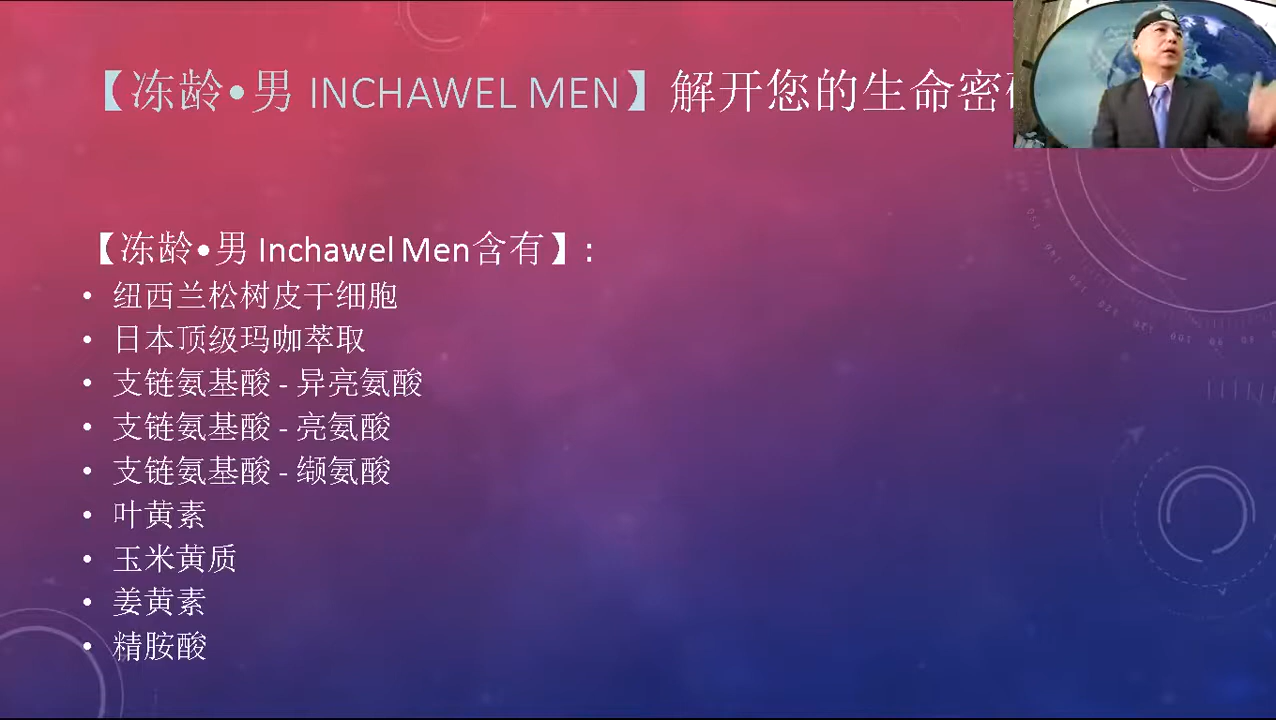 【冻龄•男 INCHAWEL MEN】解开您的生命密
【冻龄•男 Inchawel Men含有】:
• 纽西兰松树皮干细胞
• 日本顶级玛咖萃取
• 支链氨基酸 - 异亮氨酸
• 支链氨基酸 - 亮氨酸
• 支链氨基酸 - 缬氨酸
• 叶黄素
• 玉米黄质
• 姜黄素
• 精胺酸